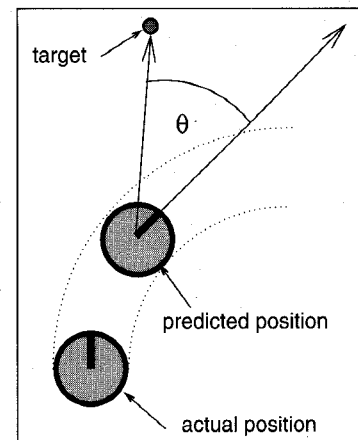 target
θ
predicted position
actual position